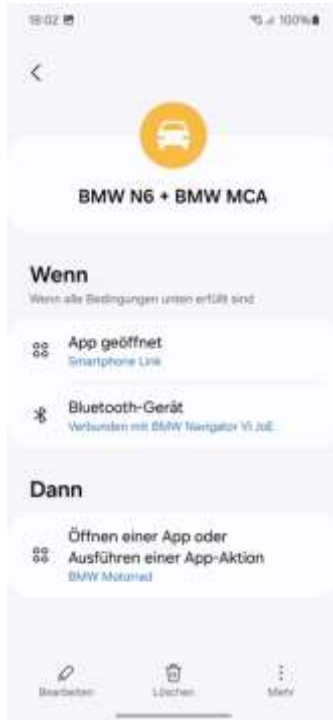 18:02
100%
BMW N6 + BMW MCA
Wenn
Wenn alle Bedingungen unten erfüllt sind
App geöffnet
Smartphone Link
Bluetooth-Gerät
Verbunden mit BMW Navigator VI JoE
Dann
Öffnen einer App oder
Ausführen einer App-Aktion
BMW Motorrad
Bearbeiten Löschen Mehr